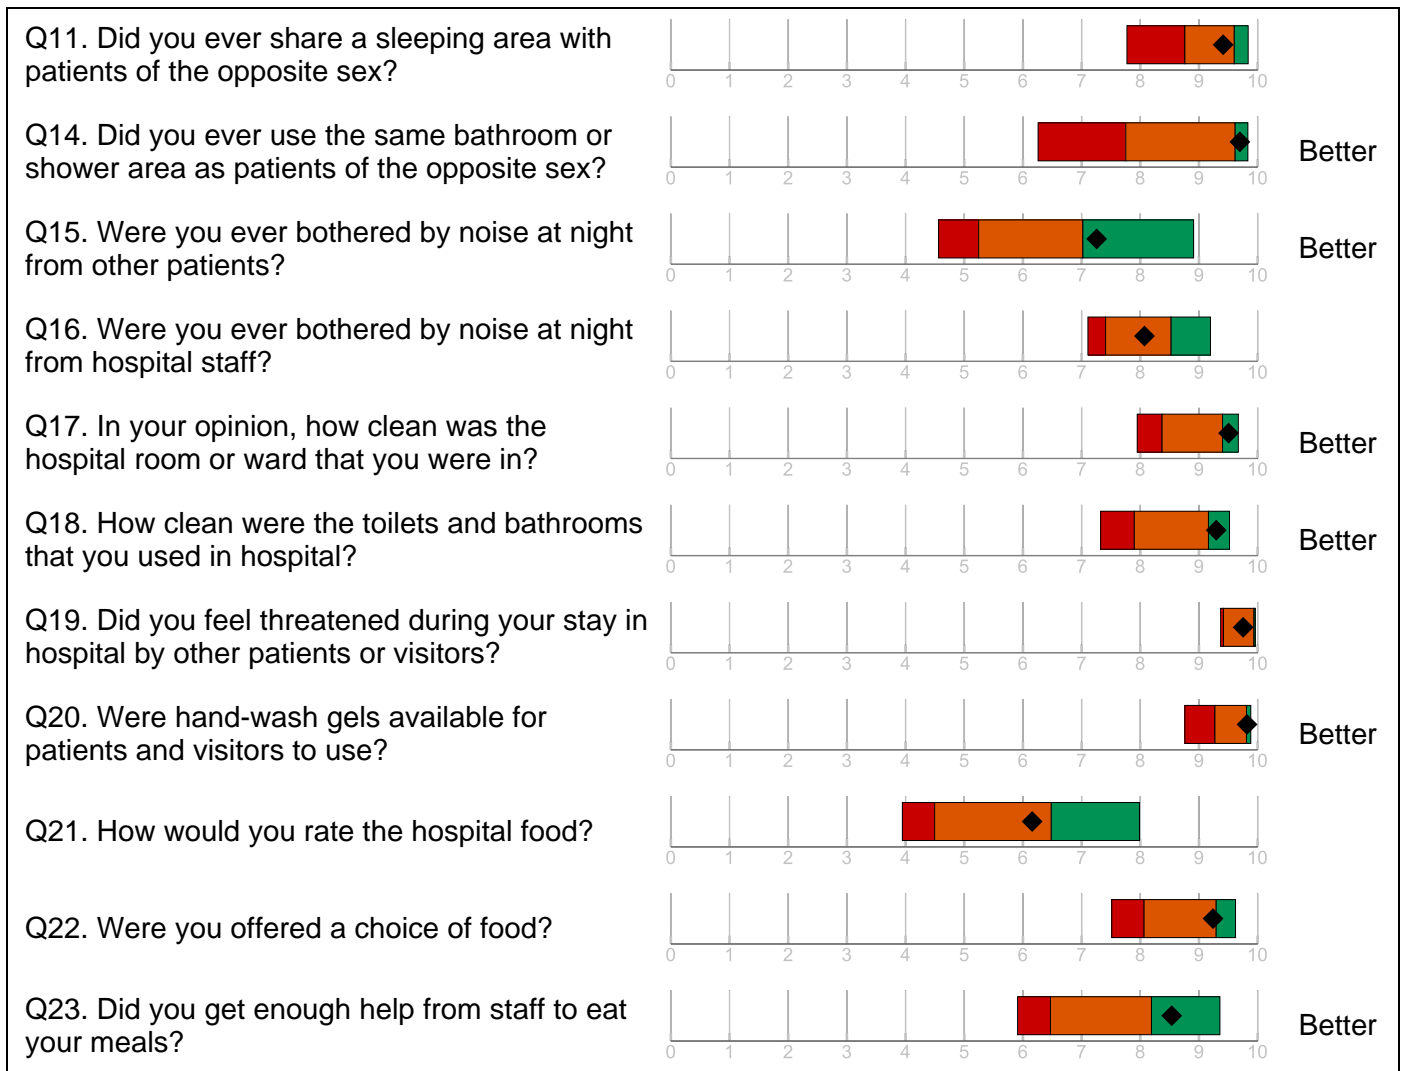 Q11. Did you ever share a sleeping area with
patients of the opposite sex?
0 1 2 3 4 5 6 7 8 9 10
Q14. Did you ever use the same bathroom or
shower area as patients of the opposite sex?
0 1 2 3 4 5 6 7 8 9 10
Better
Q15. Were you ever bothered by noise at night
from other patients?
0 1 2 3 4 5 6 7 8 9 10
Better
Q16. Were you ever bothered by noise at night
from hospital staff?
0 1 2 3 4 5 6 7 8 9 10
Q17. In your opinion, how clean was the
hospital room or ward that you were in?
0 1 2 3 4 5 6 7 8 9 10
Better
Q18. How clean were the toilets and bathrooms
that you used in hospital?
0 1 2 3 4 5 6 7 8 9 10
Better
Q19. Did you feel threatened during your stay in
hospital by other patients or visitors?
0 1 2 3 4 5 6 7 8 9 10
Q20. Were hand-wash gels available for
patients and visitors to use?
0 1 2 3 4 5 6 7 8 9 10
Better
Q21. How would you rate the hospital food?
0 1 2 3 4 5 6 7 8 9 10
Q22. Were you offered a choice of food?
0 1 2 3 4 5 6 7 8 9 10
Q23. Did you get enough help from staff to eat
your meals?
0 1 2 3 4 5 6 7 8 9 10
Better